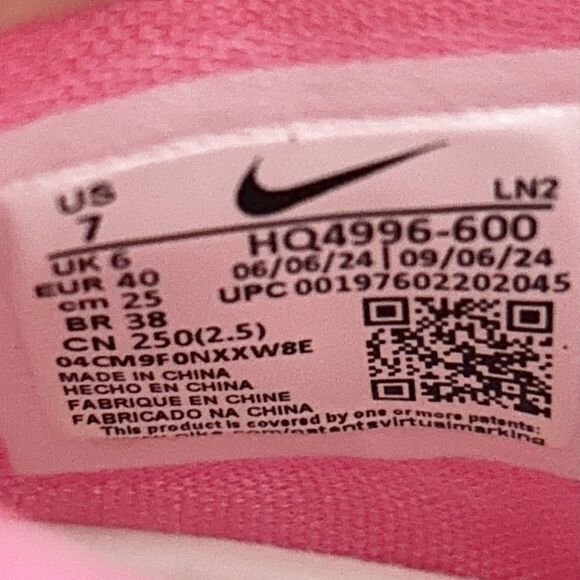 US
7
LN2
HQ4996-600
UK 6
06/06/24 | 09/06/24
EUR 40
UPC 00197602202045
cm 25
BR 38
CN 250(2.5)
04CM9F0NXXW8E
MADE IN CHINA
HECHO EN CHINA
FABRIQUE EN CHINE
FABRICADO NA CHINA
This product is covered by one or more patents:
.com/patentsvirtualmarking